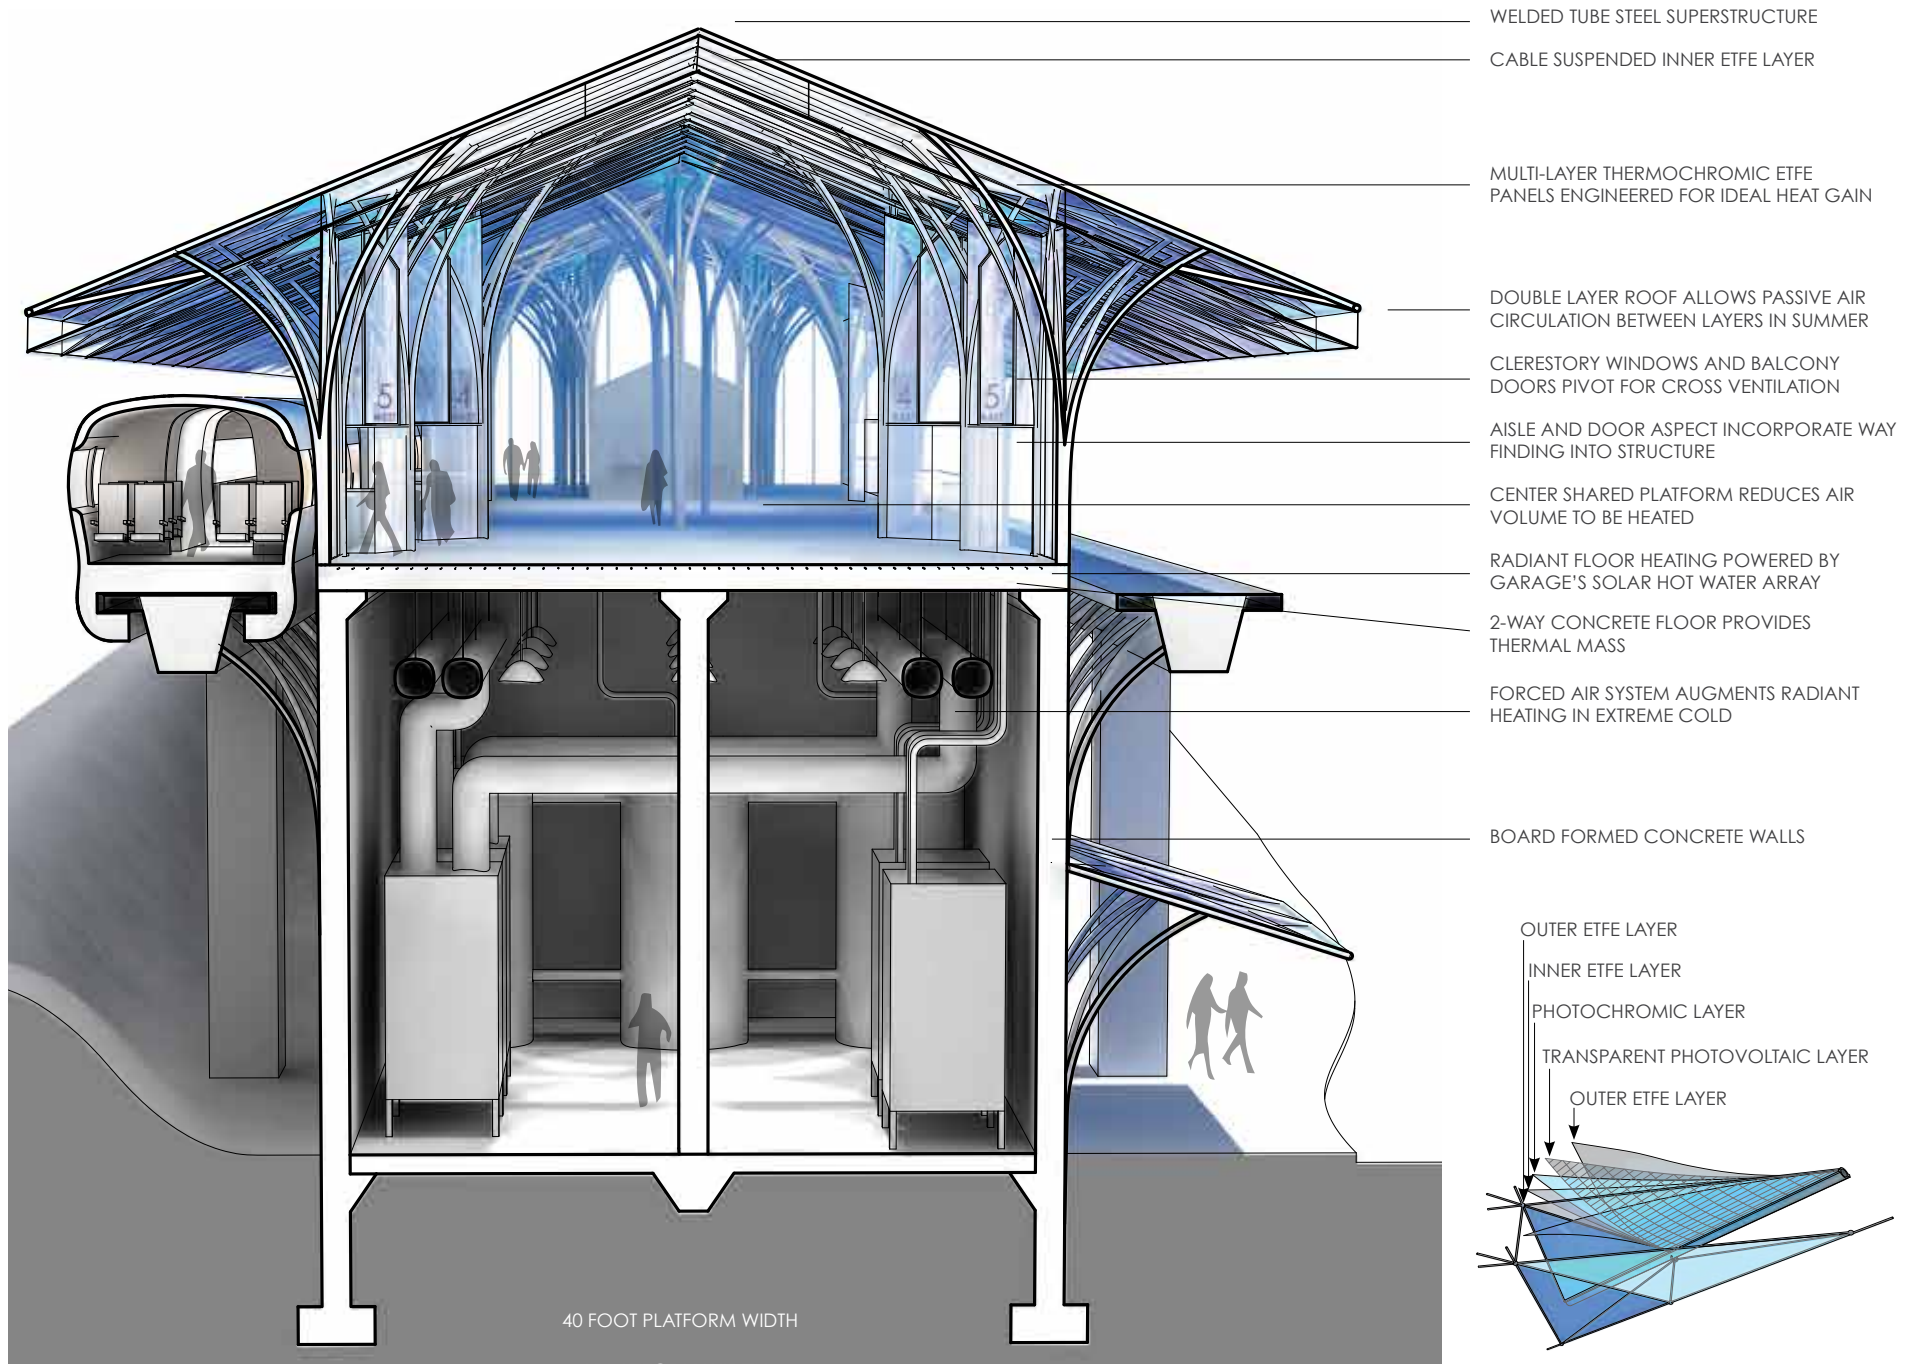 WELDED TUBE STEEL SUPERSTRUCTURE
CABLE SUSPENDED INNER ETFE LAYER
MULTI-LAYER THERMOCHROMIC ETFE
PANELS ENGINEERED FOR IDEAL HEAT GAIN
DOUBLE LAYER ROOF ALLOWS PASSIVE AIR
CIRCULATION BETWEEN LAYERS IN SUMMER
CLERESTORY WINDOWS AND BALCONY
DOORS PIVOT FOR CROSS VENTILATION
AISLE AND DOOR ASPECT INCORPORATE WAY
FINDING INTO STRUCTURE
CENTER SHARED PLATFORM REDUCES AIR
VOLUME TO BE HEATED
RADIANT FLOOR HEATING POWERED BY
GARAGE'S SOLAR HOT WATER ARRAY
2-WAY CONCRETE FLOOR PROVIDES
THERMAL MASS
FORCED AIR SYSTEM AUGMENTS RADIANT
HEATING IN EXTREME COLD
BOARD FORMED CONCRETE WALLS
OUTER ETFE LAYER
INNER ETFE LAYER
PHOTOCHROMIC LAYER
TRANSPARENT PHOTOVOLTAIC LAYER
OUTER ETFE LAYER
5
4
4
5
40 FOOT PLATFORM WIDTH